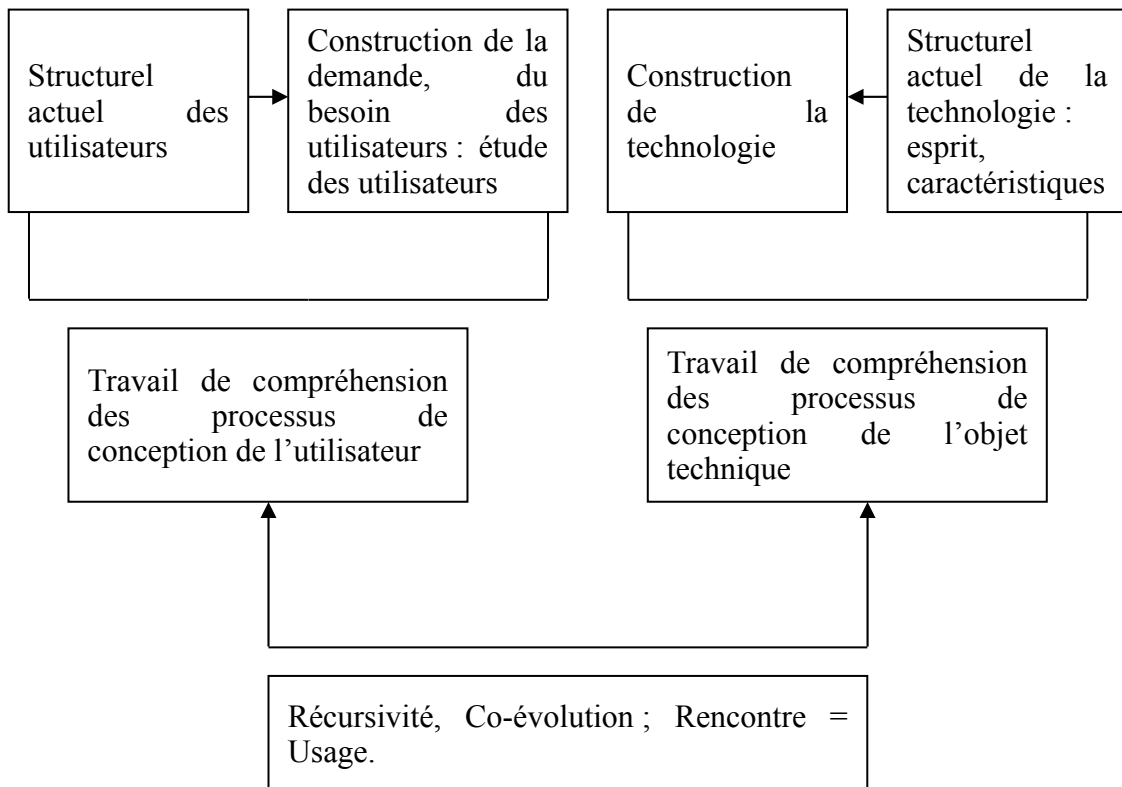 Structurel
actuel des
utilisateurs
Construction de la
demande, du
besoin des
utilisateurs : étude
des utilisateurs
Construction
de la
technologie
Structurel
actuel de la
technologie :
esprit,
caractéristiques
Travail de compréhension
des processus de
conception de l’utilisateur
Travail de compréhension
des processus de
conception de l’objet
technique
Récursivité, Co-évolution ; Rencontre =
Usage.